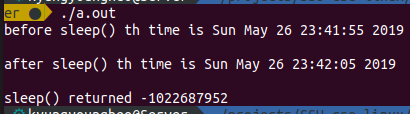 er ● ./a.out
before sleep() th time is Sun May 26 23:41:55 2019
after sleep() th time is Sun May 26 23:42:05 2019
sleep() returned -1022687952